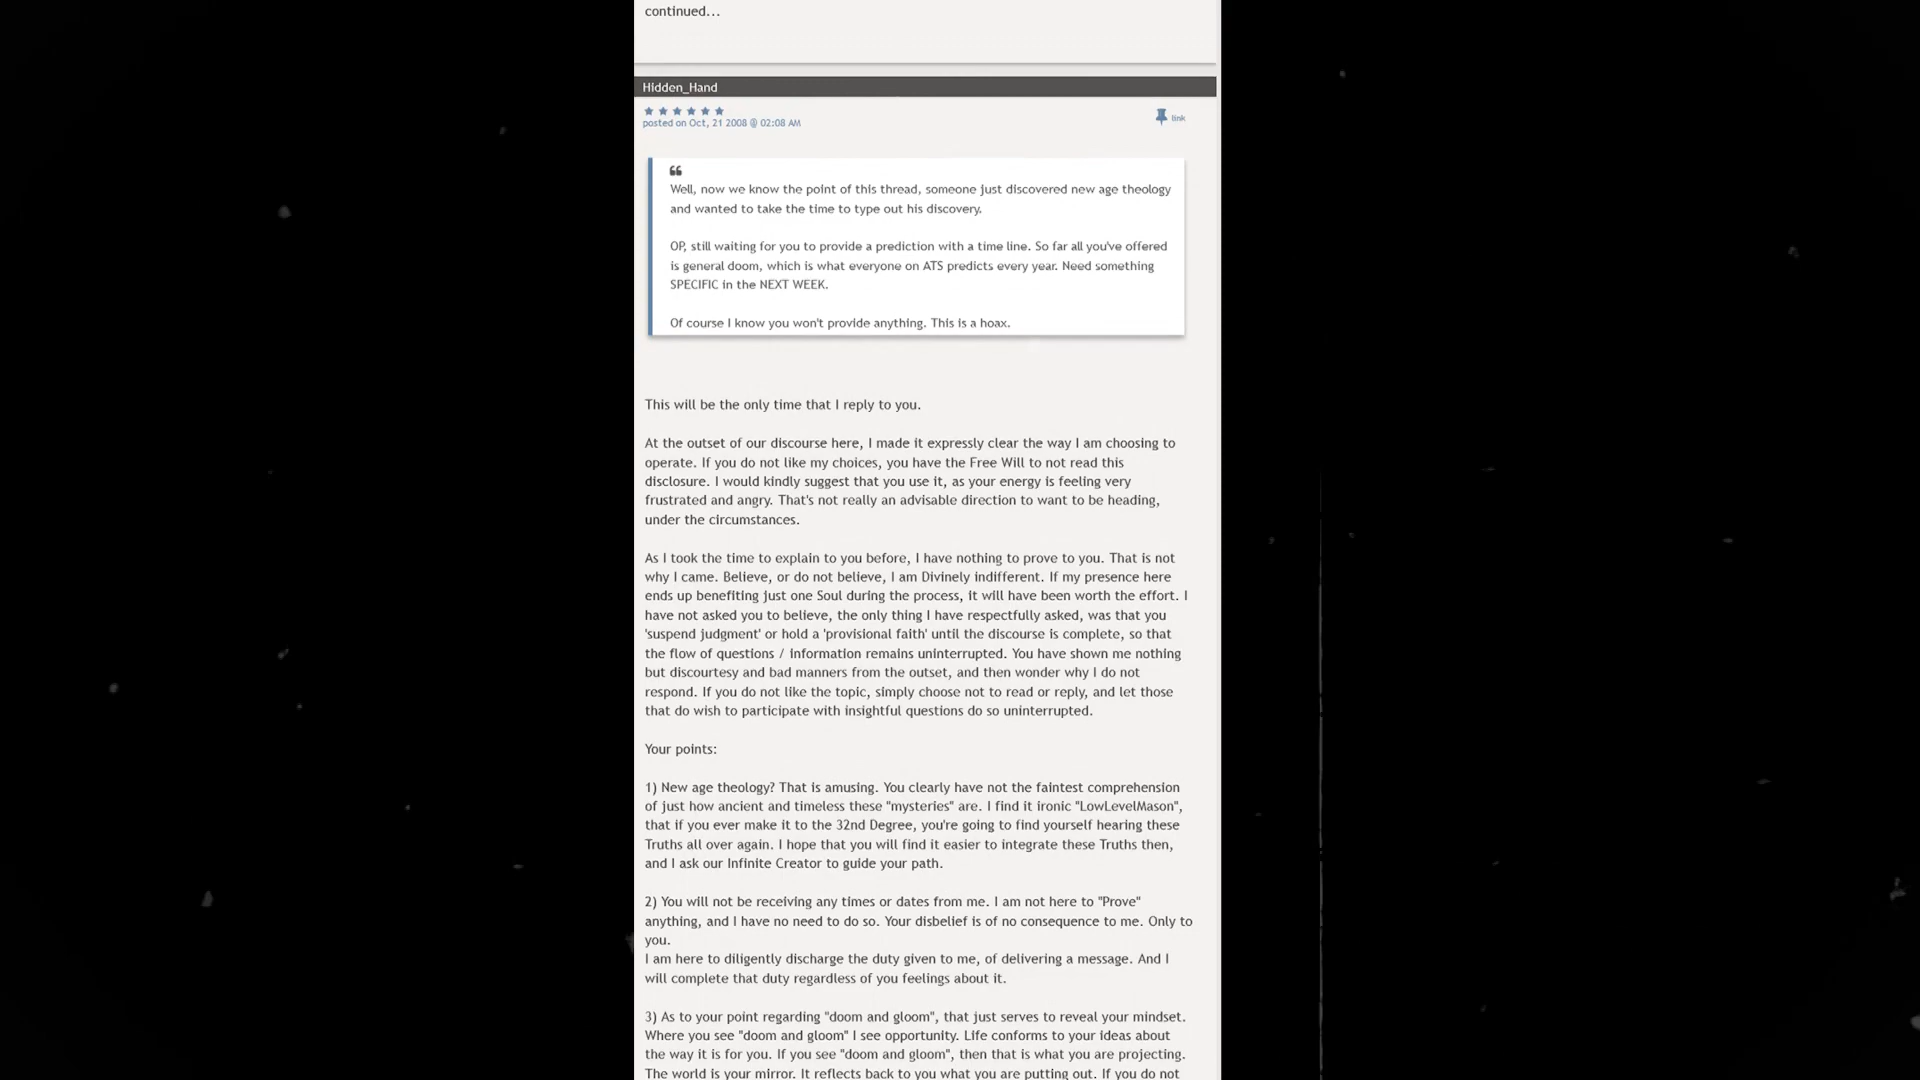 continued...
Hidden_Hand
posted on Oct, 21 2008 @ 02:08 AM
link
Well, now we know the point of this thread, someone just discovered new age theology
and wanted to take the time to type out his discovery.
OP, still waiting for you to provide a prediction with a time line. So far all you've offered
is general doom, which is what everyone on ATS predicts every year. Need something
SPECIFIC in the NEXT WEEK.
Of course I know you won't provide anything. This is a hoax.
This will be the only time that I reply to you.
At the outset of our discourse here, I made it expressly clear the way I am choosing to
operate. If you do not like my choices, you have the Free Will to not read this
disclosure. I would kindly suggest that you use it, as your energy is feeling very
frustrated and angry. That's not really an advisable direction to want to be heading,
under the circumstances.
As I took the time to explain to you before, I have nothing to prove to you. That is not
why I came. Believe, or do not believe, I am Divinely indifferent. If my presence here
ends up benefiting just one Soul during the process, it will have been worth the effort. I
have not asked you to believe, the only thing I have respectfully asked, was that you
'suspend judgment' or hold a 'provisional faith' until the discourse is complete, so that
the flow of questions / information remains uninterrupted. You have shown me nothing
but discourtesy and bad manners from the outset, and then wonder why I do not
respond. If you do not like the topic, simply choose not to read or reply, and let those
that do wish to participate with insightful questions do so uninterrupted.
Your points:
1) New age theology? That is amusing. You clearly have not the faintest comprehension
of just how ancient and timeless these "mysteries" are. I find it ironic "LowLevelMason",
that if you ever make it to the 32nd Degree, you're going to find yourself hearing these
Truths all over again. I hope that you will find it easier to integrate these Truths then,
and I ask our Infinite Creator to guide your path.
2) You will not be receiving any times or dates from me. I am not here to "Prove"
anything, and I have no need to do so. Your disbelief is of no consequence to me. Only to
you.
I am here to diligently discharge the duty given to me, of delivering a message. And I
will complete that duty regardless of you feelings about it.
3) As to your point regarding "doom and gloom", that just serves to reveal your mindset.
Where you see "doom and gloom" I see opportunity. Life conforms to your ideas about
the way it is for you. If you see "doom and gloom", then that is what you are projecting.
The world is your mirror. It reflects back to you what you are putting out. If you do not